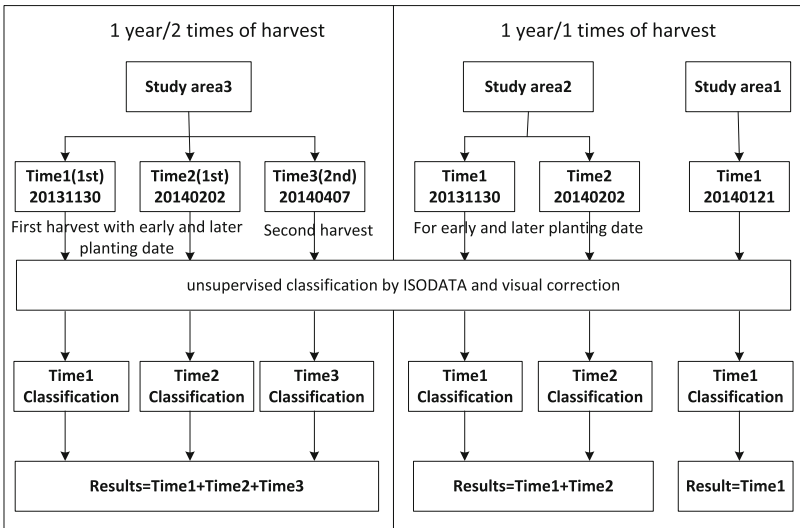 1 year/2 times of harvest
Study area3
Time1(1st)
20131130
Time2(1st)
20140202
Time3(2nd)
20140407
First harvest with early and later
planting date
Second harvest
1 year/1 times of harvest
Study area2
Study area1
Time1
20131130
Time2
20140202
Time1
20140121
For early and later planting date
unsupervised classification by ISODATA and visual correction
Time1
Classification
Time2
Classification
Time3
Classification
Time1
Classification
Time2
Classification
Time1
Classification
Results=Time1+Time2+Time3
Results=Time1+Time2
Result=Time1